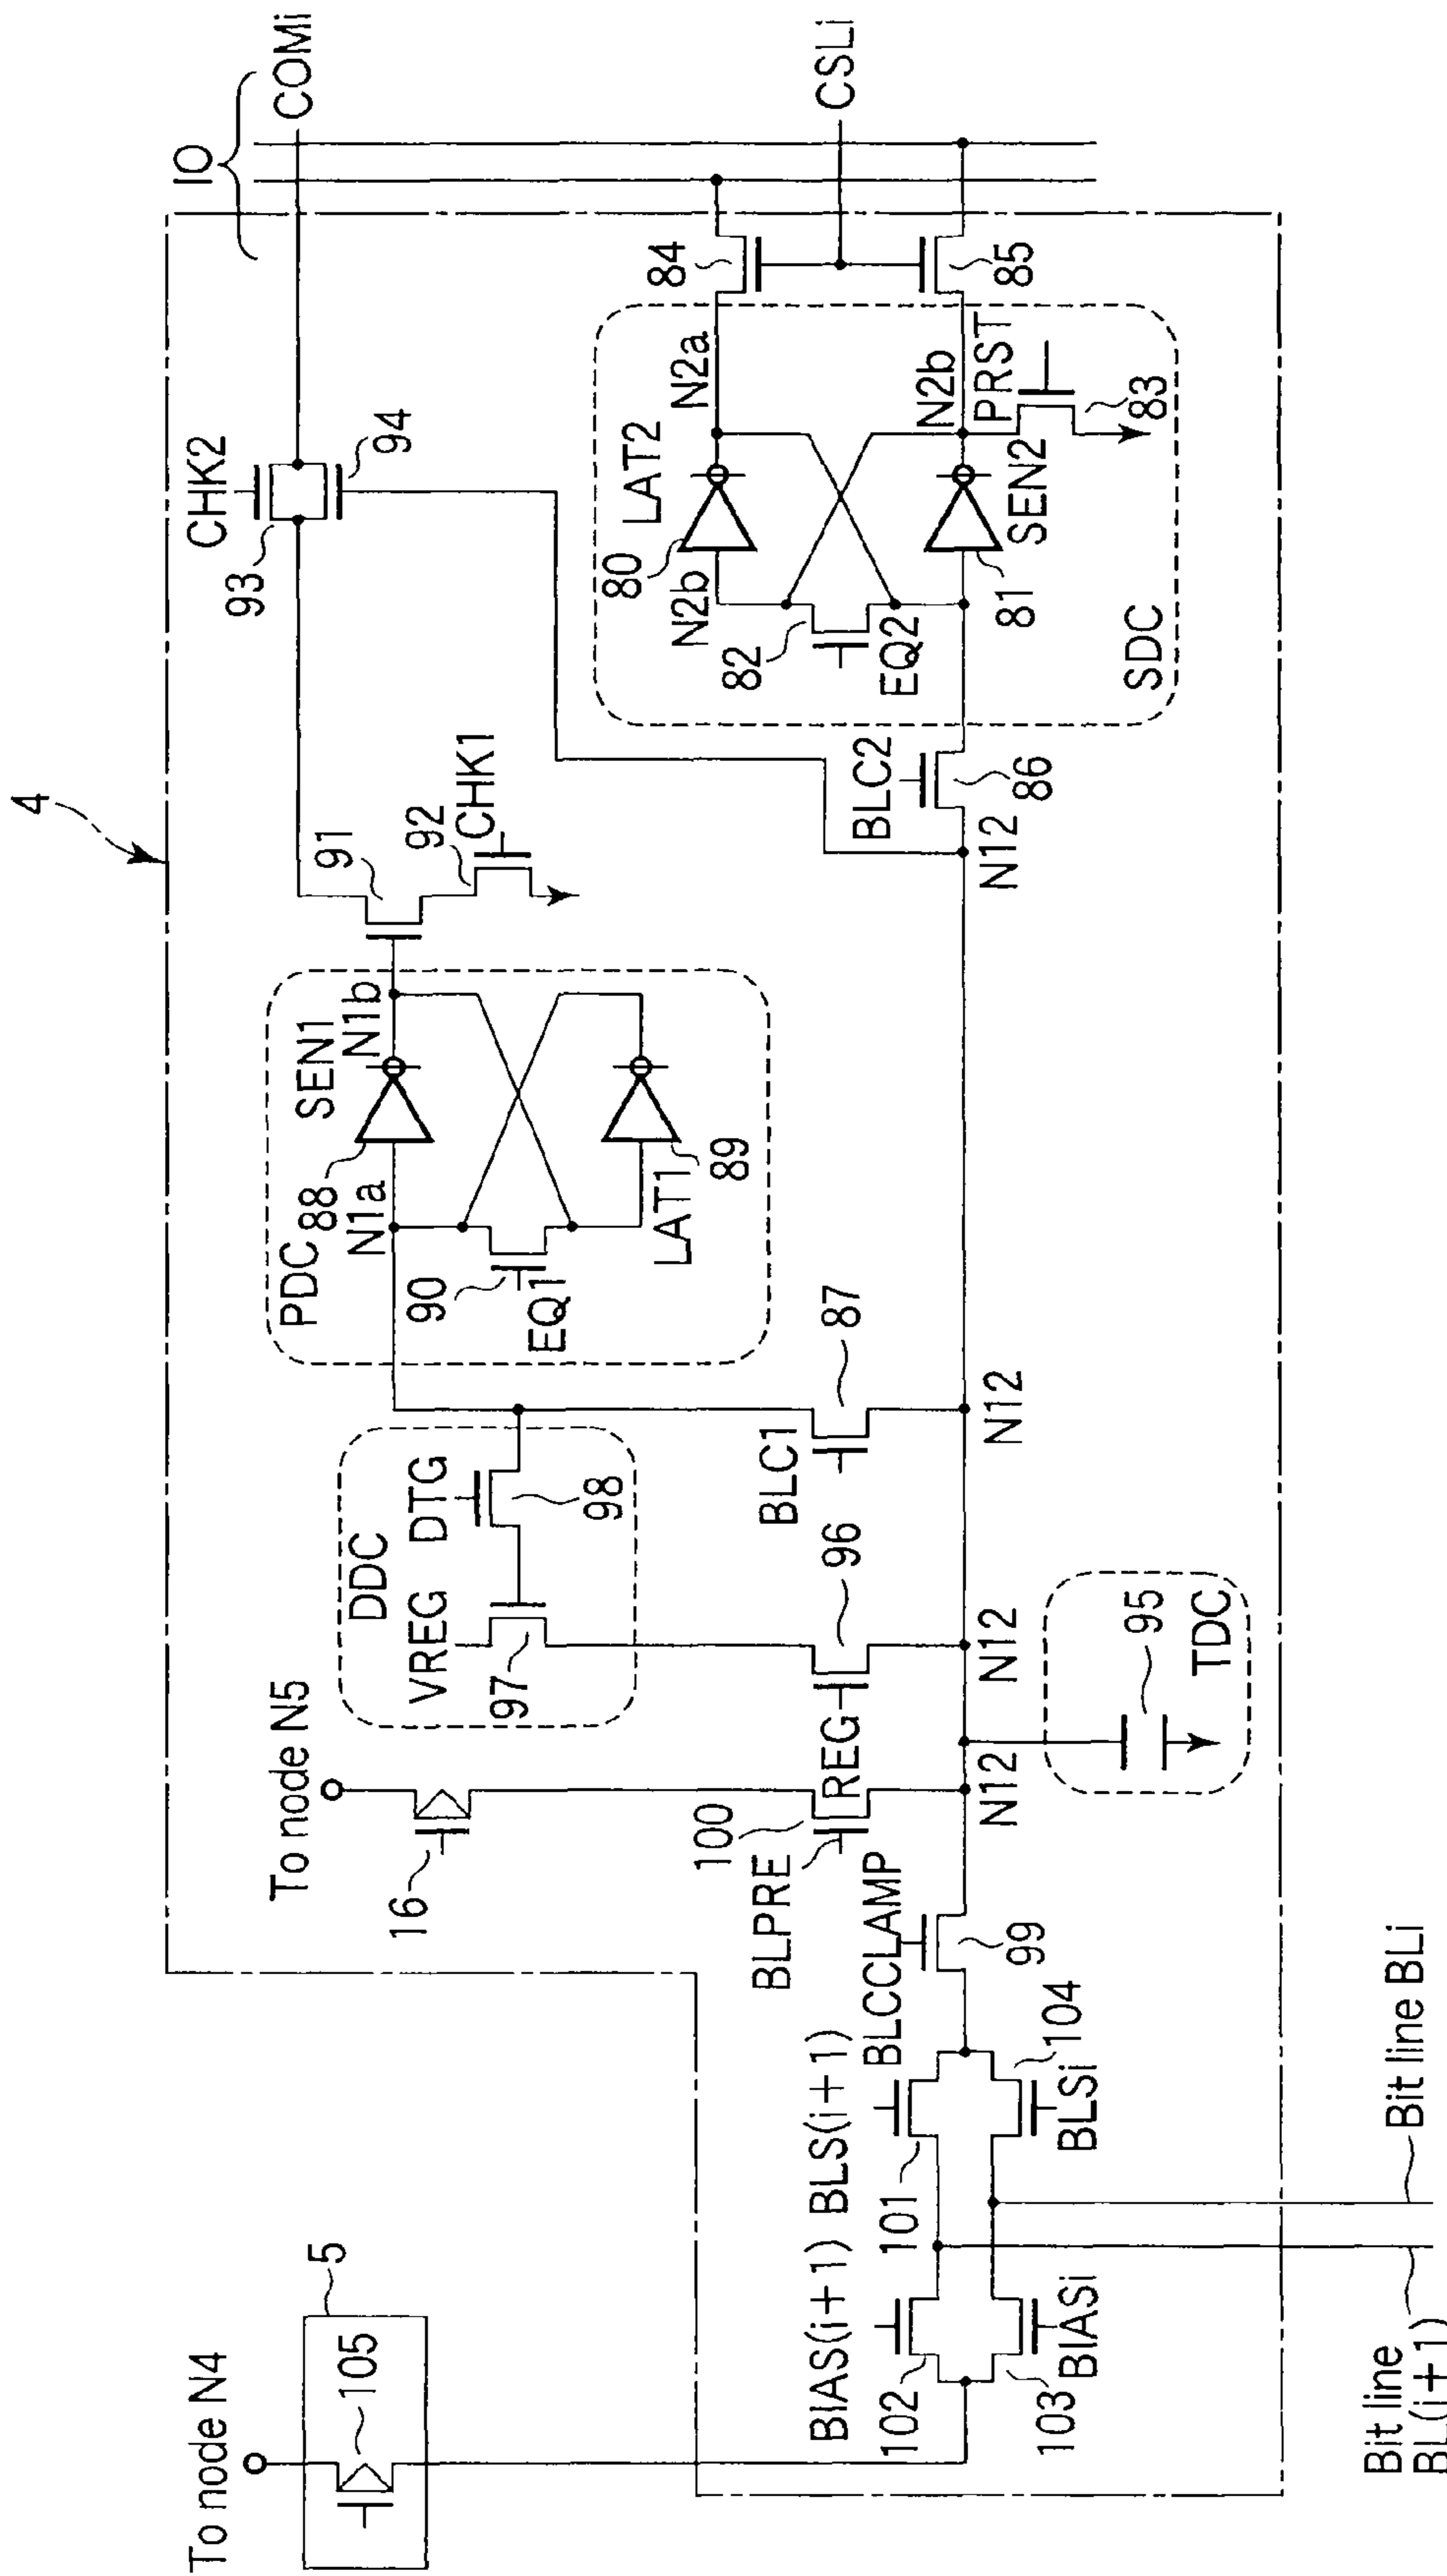 4
IO
COMi
CSLi
CHK2
93
94
91
92
CHK1
84
85
LAT2
N2a
80
N2b
N2b
PRST
83
82
EQ2
81
SEN2
SDC
BLC2
86
N12
PDC
SEN1
N1b
88
N1a
90
EQ1
LAT1
89
BLC1
87
N12
DDC
VREG
DTG
97
98
96
REG
N12
95
TDC
To node N5
16
100
BLPRE
N12
BLCCLAMP
99
BIAS(i+1)
BLS(i+1)
101
102
103
104
BLSi
BIASi
To node N4
5
105
Bit line BLi
Bit line
BL(i+1)